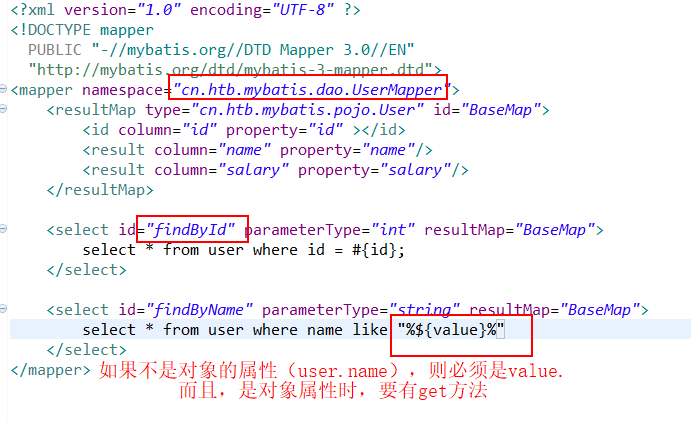 <?xml version="1.0" encoding="UTF-8" ?>
<!DOCTYPE mapper
PUBLIC "-//mybatis.org//DTD Mapper 3.0//EN"
"http://mybatis.org/dtd/mybatis-3-mapper.dtd">
<mapper namespace="cn.htb.mybatis.dao.UserMapper">
<resultMap type="cn.htb.mybatis.pojo.User" id="BaseMap">
<id column="id" property="id" ></id>
<result column="name" property="name"/>
<result column="salary" property="salary"/>
</resultMap>
<select id="findById" parameterType="int" resultMap="BaseMap">
select * from user where id = #{id};
</select>
<select id="findByName" parameterType="string" resultMap="BaseMap">
select * from user where name like "%${value}%"
</select>
</mapper> 如果不是对象的属性（user.name），则必须是value.
而且，是对象属性时，要有get方法